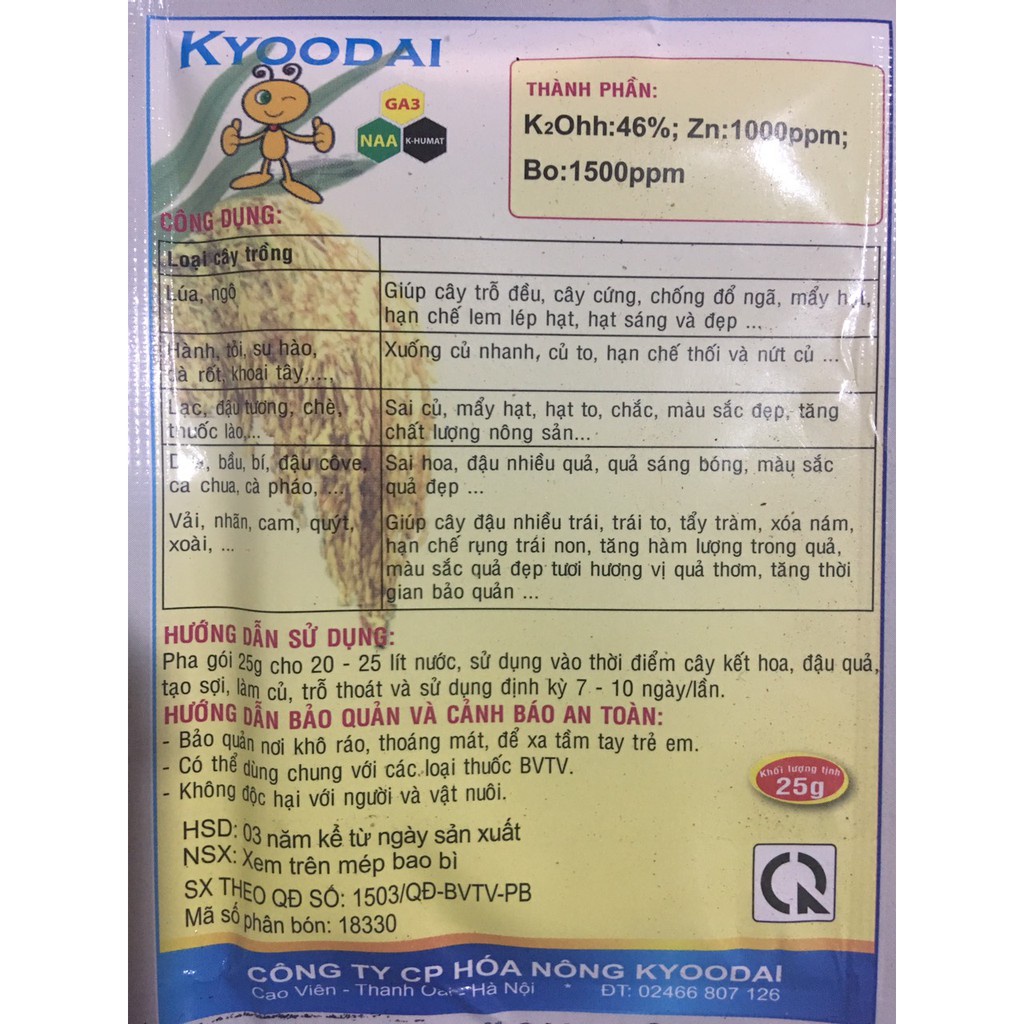 KYOODAI
GA3
NAA K-HUMAT
THÀNH PHẦN:
K₂Ohh:46%; Zn:1000ppm;
Bo:1500ppm
CÔNG DỤNG:
Loại cây trồng
Lúa, ngô
Giúp cây trỗ đều, cây cứng, chống đổ ngã, mẩy
hạn chế lem lép hạt, hạt sáng và đẹp ...
Hành, tỏi, su hào,
cà rốt, khoai tây,....
Xuống củ nhanh, củ to, hạn chế thối và nứt củ ...
Lạc, đậu tương, chè,
thuốc lào,...
Sai củ, mẩy hạt, hạt to, chắc, màu sắc đẹp, tăng
chất lượng nông sản...
bầu, bí, đậu côve,
cà chua, cà pháo, ...
Sai hoa, đậu nhiều quả, quả sáng bóng, màu sắc
quả đẹp ...
Vải, nhãn, cam, quýt,
xoài, ...
Giúp cây đậu nhiều trái, trái to, tẩy tràm, xóa nám,
hạn chế rụng trái non, tăng hàm lượng trong quả,
màu sắc quả đẹp tươi hương vị quả thơm, tăng thời
gian bảo quản ...
HƯỚNG DẪN SỬ DỤNG:
Pha gói 25g cho 20 - 25 lít nước, sử dụng vào thời điểm cây kết hoa, đậu quả,
tạo sợi, làm củ, trỗ thoát và sử dụng định kỳ 7 - 10 ngày/lần.
HƯỚNG DẪN BẢO QUẢN VÀ CẢNH BÁO AN TOÀN:
- Bảo quản nơi khô ráo, thoáng mát, để xa tầm tay trẻ em.
- Có thể dùng chung với các loại thuốc BVTV.
- Không độc hại với người và vật nuôi.
Khối lượng tịnh
25g
HSD: 03 năm kể từ ngày sản xuất
NSX: Xem trên mép bao bì
SX THEO QĐ SỐ: 1503/QĐ-BVTV-PB
Mã số phân bón: 18330
CÔNG TY CP HÓA NÔNG KYOODAI
Cao Viên - Thanh Hà Nội * ĐT: 02466 807 126